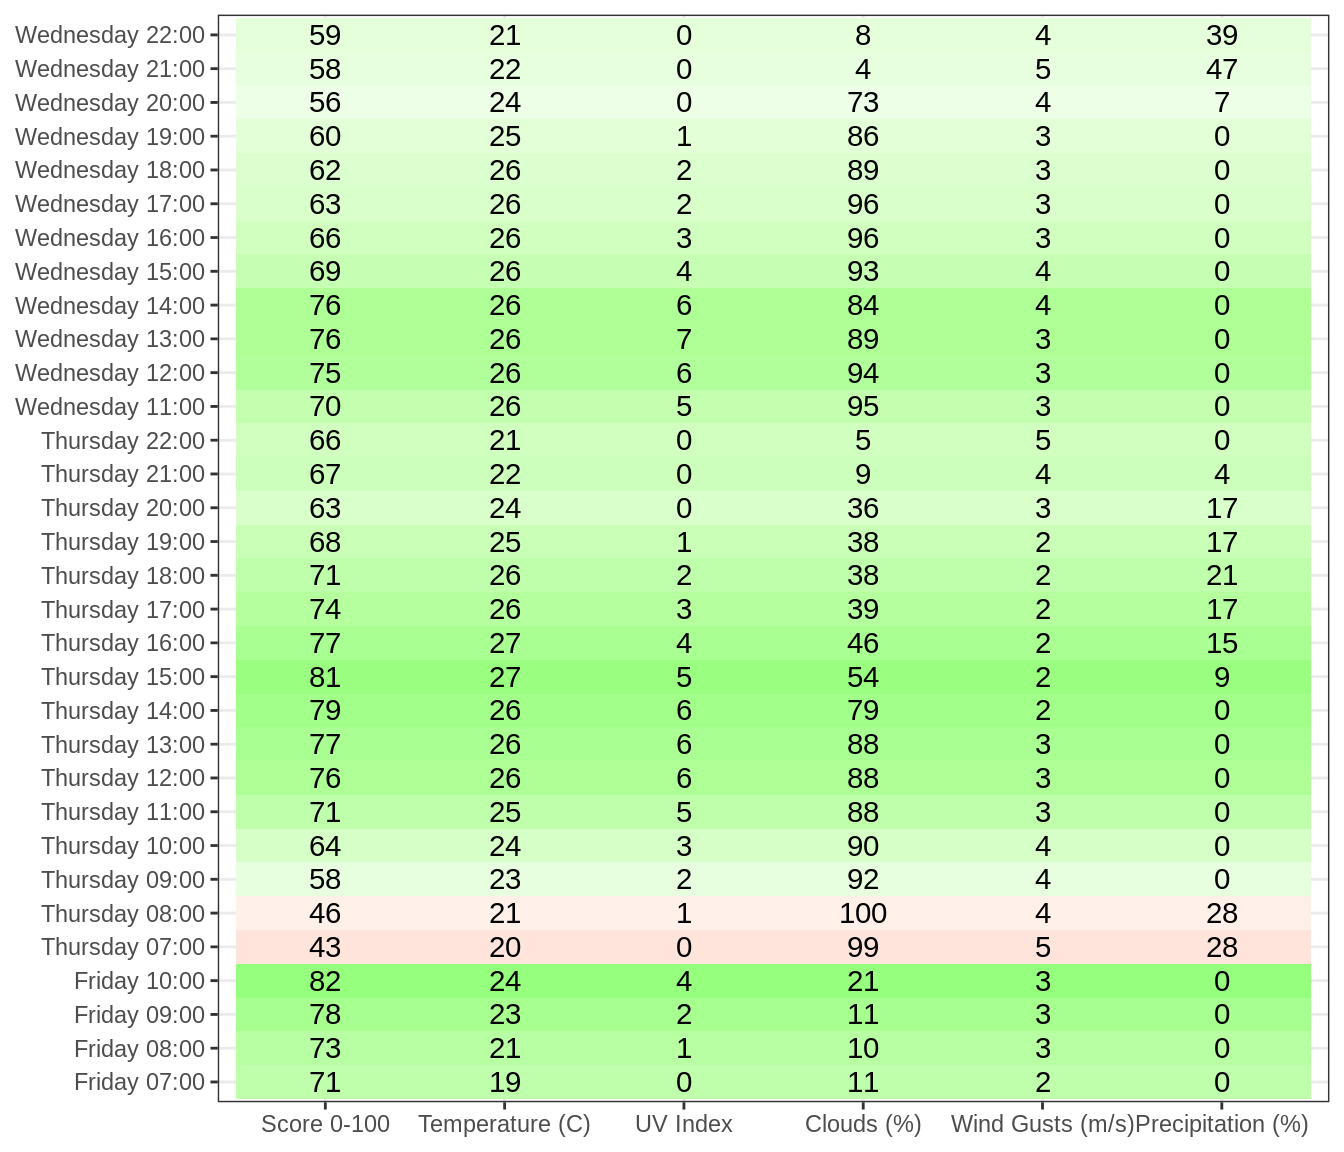 Wednesday 22:00 59 21 0 8 4 39
Wednesday 21:00 58 22 0 4 5 47
Wednesday 20:00 56 24 0 73 4 7
Wednesday 19:00 60 25 1 86 3 0
Wednesday 18:00 62 26 2 89 3 0
Wednesday 17:00 63 26 2 96 3 0
Wednesday 16:00 66 26 3 96 3 0
Wednesday 15:00 69 26 4 93 4 0
Wednesday 14:00 76 26 6 84 4 0
Wednesday 13:00 76 26 7 89 3 0
Wednesday 12:00 75 26 6 94 3 0
Wednesday 11:00 70 26 5 95 3 0
Thursday 22:00 66 21 0 5 5 0
Thursday 21:00 67 22 0 9 4 4
Thursday 20:00 63 24 0 36 3 17
Thursday 19:00 68 25 1 38 2 17
Thursday 18:00 71 26 2 38 2 21
Thursday 17:00 74 26 3 39 2 17
Thursday 16:00 77 27 4 46 2 15
Thursday 15:00 81 27 5 54 2 9
Thursday 14:00 79 26 6 79 2 0
Thursday 13:00 77 26 6 88 3 0
Thursday 12:00 76 26 6 88 3 0
Thursday 11:00 71 25 5 88 3 0
Thursday 10:00 64 24 3 90 4 0
Thursday 09:00 58 23 2 92 4 0
Thursday 08:00 46 21 1 100 4 28
Thursday 07:00 43 20 0 99 5 28
Friday 10:00 82 24 4 21 3 0
Friday 09:00 78 23 2 11 3 0
Friday 08:00 73 21 1 10 3 0
Friday 07:00 71 19 0 11 2 0
Score 0-100 Temperature (C) UV Index Clouds (%) Wind Gusts (m/s) Precipitation (%)